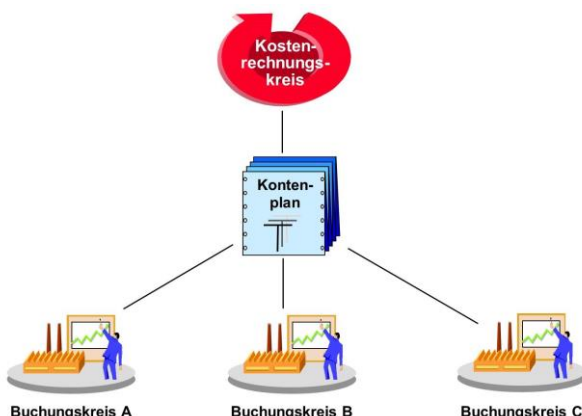 Kosten-
rechnungs-
kreis
Konten-
plan
Buchungskreis A
Buchungskreis B
Buchungskreis C